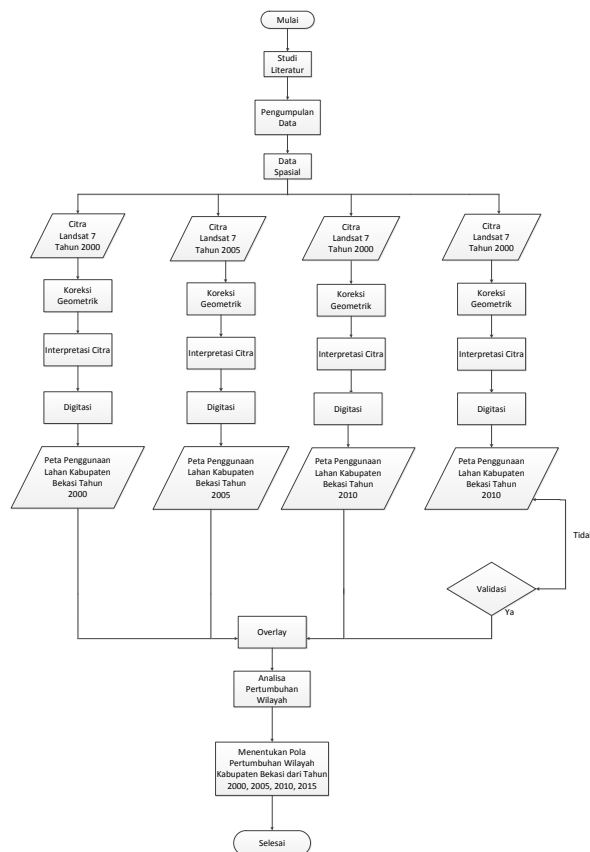 Mulai
Studi
Literatur
Pengumpulan
Data
Data
Spasial
Citra
Landsat 7
Tahun 2000
Citra
Landsat 7
Tahun 2005
Citra
Landsat 7
Tahun 2000
Citra
Landsat 7
Tahun 2000
Koreksi
Geometrik
Koreksi
Geometrik
Koreksi
Geometrik
Koreksi
Geometrik
Interpretasi Citra
Interpretasi Citra
Interpretasi Citra
Interpretasi Citra
Digitasi
Digitasi
Digitasi
Digitasi
Peta Penggunaan
Lahan Kabupaten
Bekasi Tahun
2000
Peta Penggunaan
Lahan Kabupaten
Bekasi Tahun
2005
Peta Penggunaan
Lahan Kabupaten
Bekasi Tahun
2010
Peta Penggunaan
Lahan Kabupaten
Bekasi Tahun
2010
Tida
Validasi
Ya
Overlay
Analisa
Pertumbuhan
Wilayah
Menentukan Pola
Pertumbuhan Wilayah
Kabupaten Bekasi dari Tahun
2000, 2005, 2010, 2015
Selesai